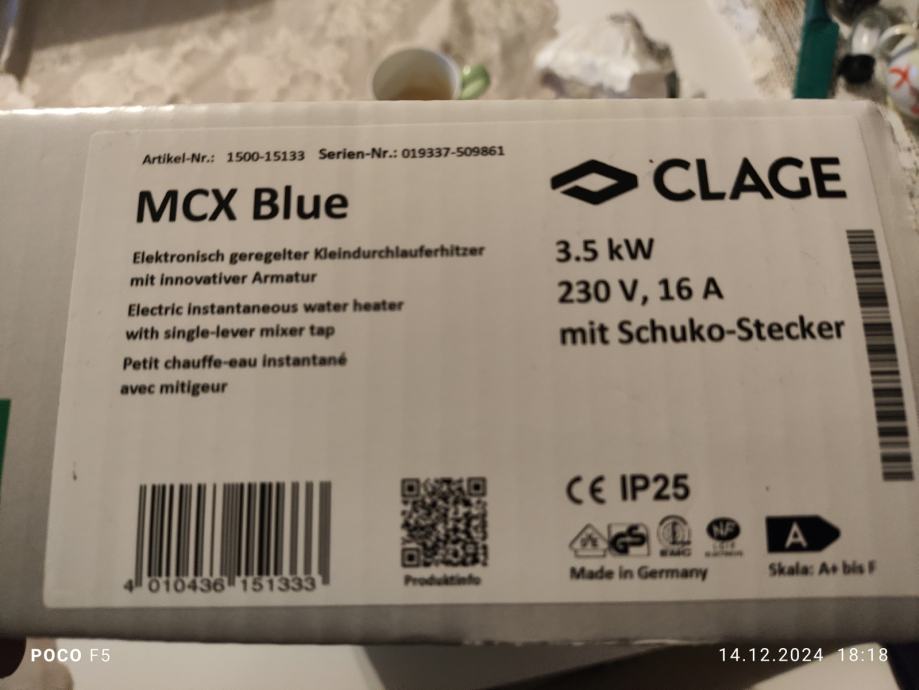 Artikel-Nr.: 1500-15133 Serien-Nr.: 019337-509861
CLAGE
MCX Blue
Elektronisch geregelter Kleindurchlauferhitzer
mit innovativer Armatur
Electric instantaneous water heater
with single-lever mixer tap
Petit chauffe-eau instantané
avec mitigeur
3.5 kW
230 V, 16 A
mit Schuko-Stecker
CE IP25
GS
EMC
NF
A
Made in Germany
Skala: A+ bis F
4 010436 151333
Produktinfo
POCO F5
14.12.2024 18:18